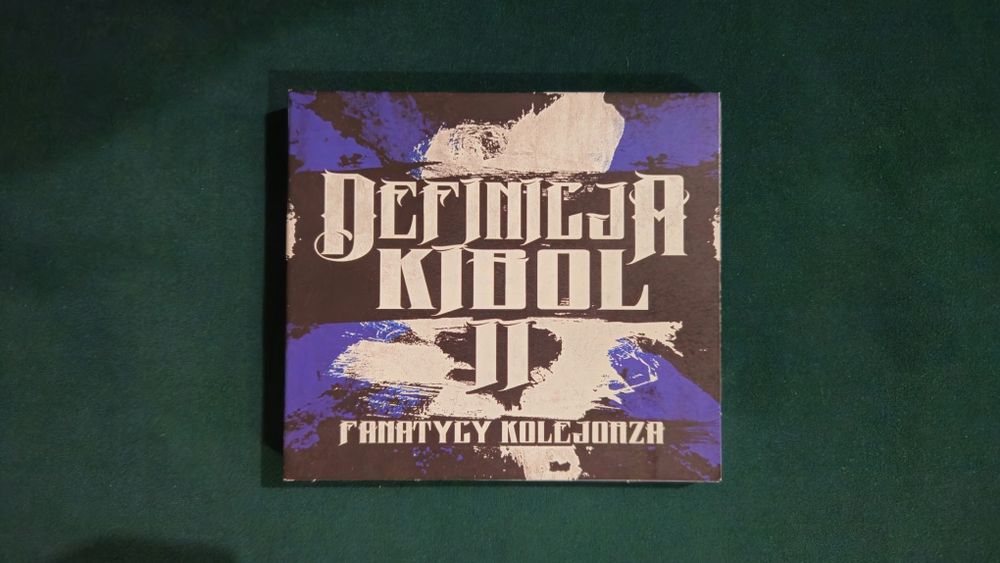 DEFINICJA
KIBOL
II
FANATYCY KOLEJORZA